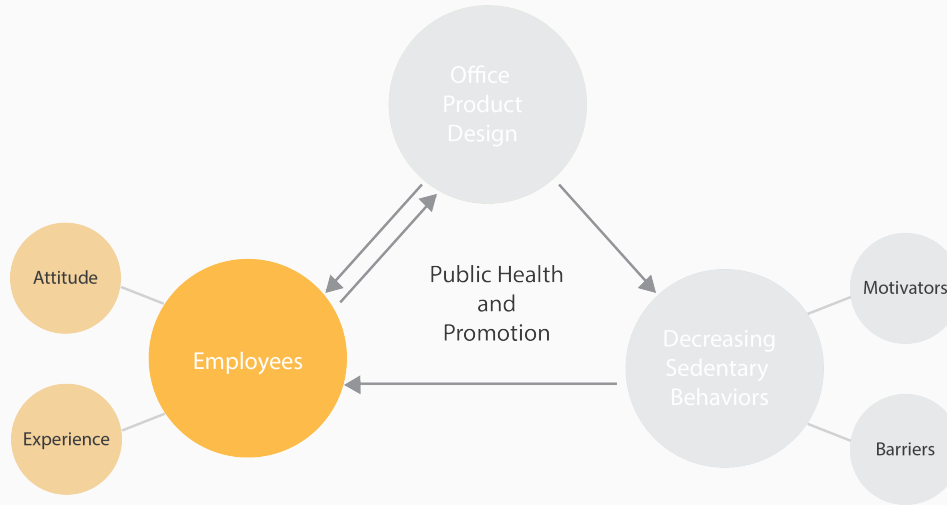 Office
Product
Design
Attitude
Public Health
and
Promotion
Motivators
Employees
Decreasing
Sedentary
Behaviors
Experience
Barriers